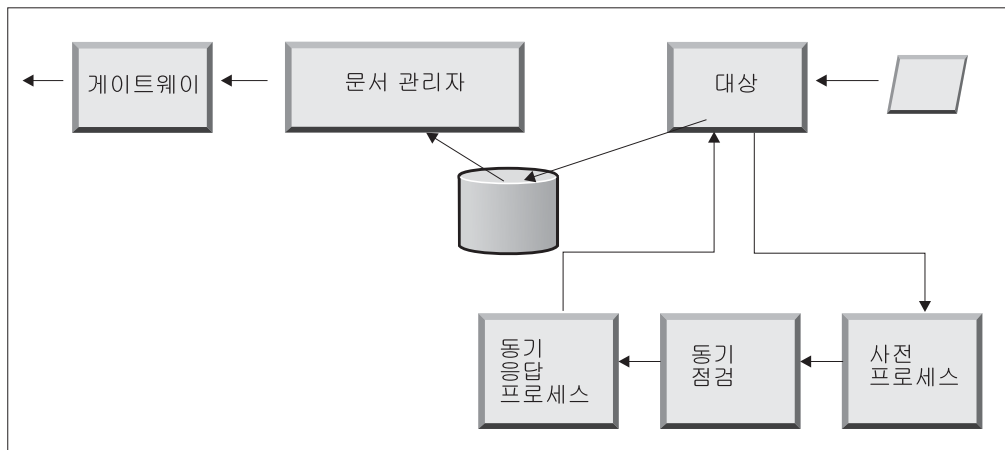 게이트웨이
문서 관리자
대상
동기
응답
프로세스
동기
점검
사전
프로세스